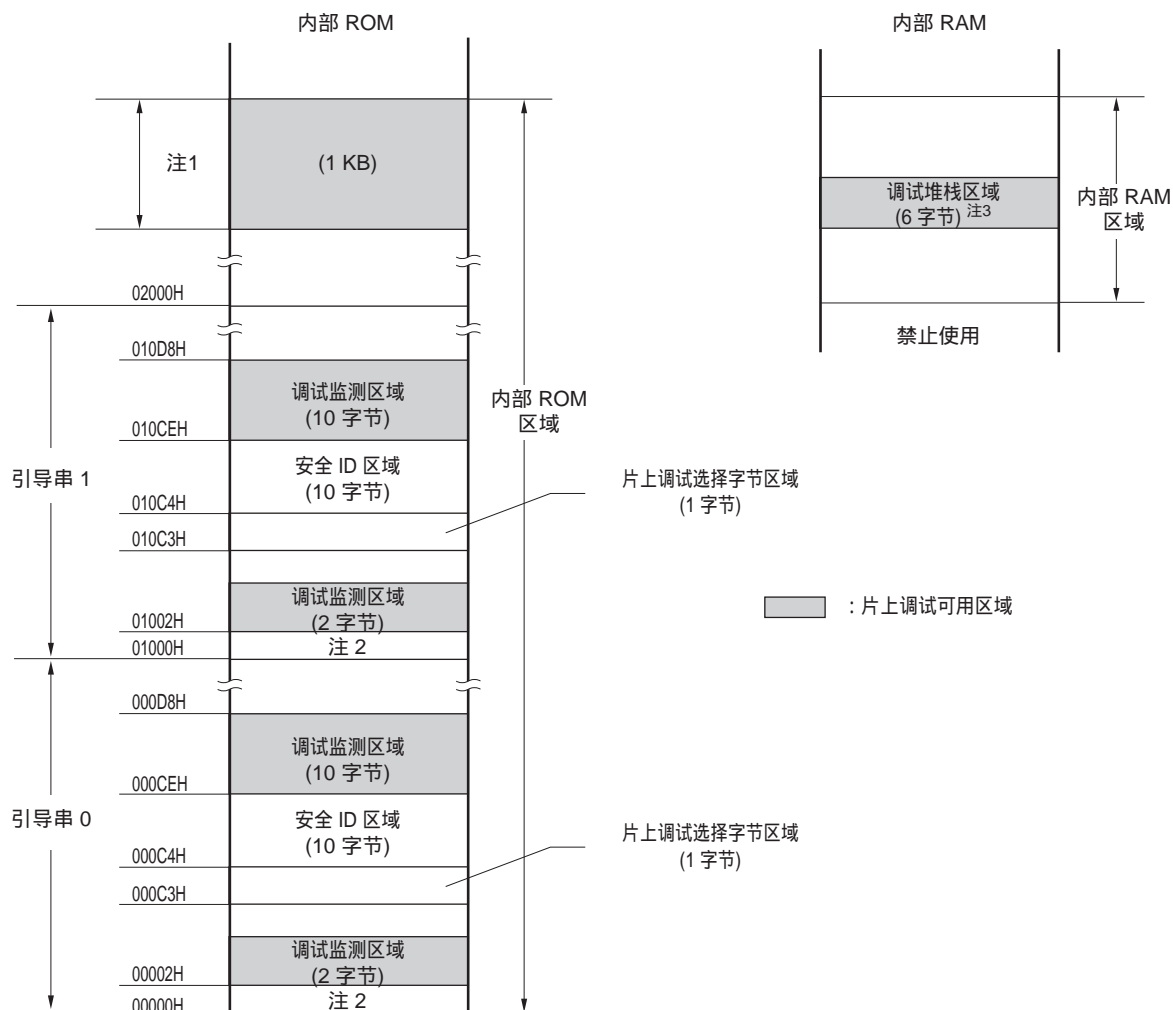 内部 ROM
内部 RAM
注1
(1 KB)
调试堆栈区域
(6 字节) 注3
内部 RAM
区域
02000H
禁止使用
010D8H
调试监测区域
(10 字节)
内部 ROM
区域
010CEH
引导串 1
安全 ID 区域
(10 字节)
片上调试选择字节区域
(1 字节)
010C4H
010C3H
调试监测区域
(2 字节)
: 片上调试可用区域
01002H
01000H
注 2
000D8H
调试监测区域
(10 字节)
000CEH
引导串 0
安全 ID 区域
(10 字节)
片上调试选择字节区域
(1 字节)
000C4H
000C3H
调试监测区域
(2 字节)
00002H
注 2
00000H